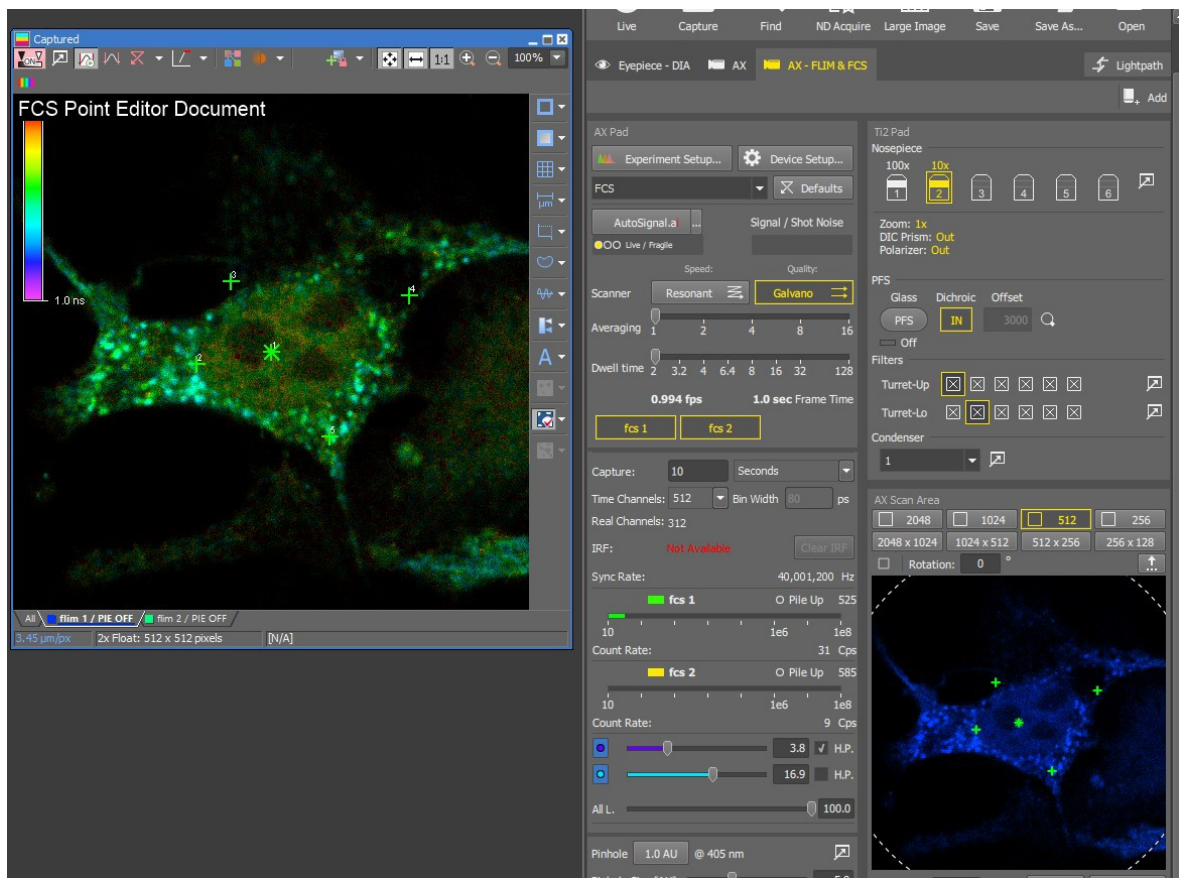 Captured
ON
1:1
100%
FCS Point Editor Document
1.0 ns
3
4
2
1
5
µm
A
All
flim 1 / PIE OFF
flim 2 / PIE OFF
3.45 µm/px
2x Float: 512 x 512 pixels
[N/A]
Live
Capture
Find
ND Acquire
Large Image
Save
Save As...
Open
Eyepiece - DIA
AX
AX - FLIM & FCS
Lightpath
Add
AX Pad
Experiment Setup...
Device Setup...
FCS
Defaults
AutoSignal.ai
...
Signal / Shot Noise
Live / Fragile
Speed:
Quality:
Scanner
Resonant
Galvano
Averaging
1 2 4 8 16
Dwell time
2 3.2 4 6.4 8 16 32 128
0.994 fps
1.0 sec Frame Time
fcs 1
fcs 2
Capture:
10
Seconds
Time Channels:
512
Bin Width
80
ps
Real Channels: 312
IRF:
Not Available
Clear IRF
Sync Rate:
40,001,200 Hz
fcs 1
Pile Up 525
10 1e6 1e8
Count Rate:
31 Cps
fcs 2
Pile Up 585
10 1e6 1e8
Count Rate:
9 Cps
3.8
H.P.
16.9
H.P.
All L.
100.0
Pinhole
1.0 AU
@ 405 nm
Ti2 Pad
Nosepiece
100x
10x
1 2 3 4 5 6
Zoom: 1x
DIC Prism: Out
Polarizer: Out
PFS
Glass
Dichroic
Offset
PFS
IN
3000
Off
Filters
Turret-Up
Turret-Lo
Condenser
1
AX Scan Area
2048
1024
512
256
2048 x 1024
1024 x 512
512 x 256
256 x 128
Rotation:
0
°